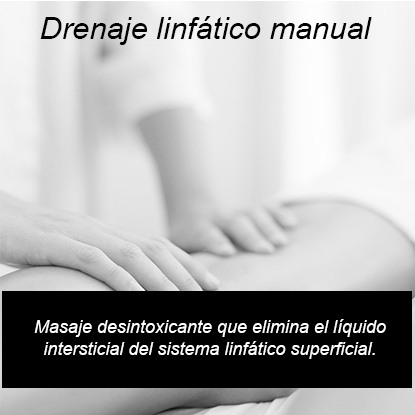 Drenaje linfático manual
Masaje desintoxicante que elimina el líquido
intersticial del sistema linfático superficial.